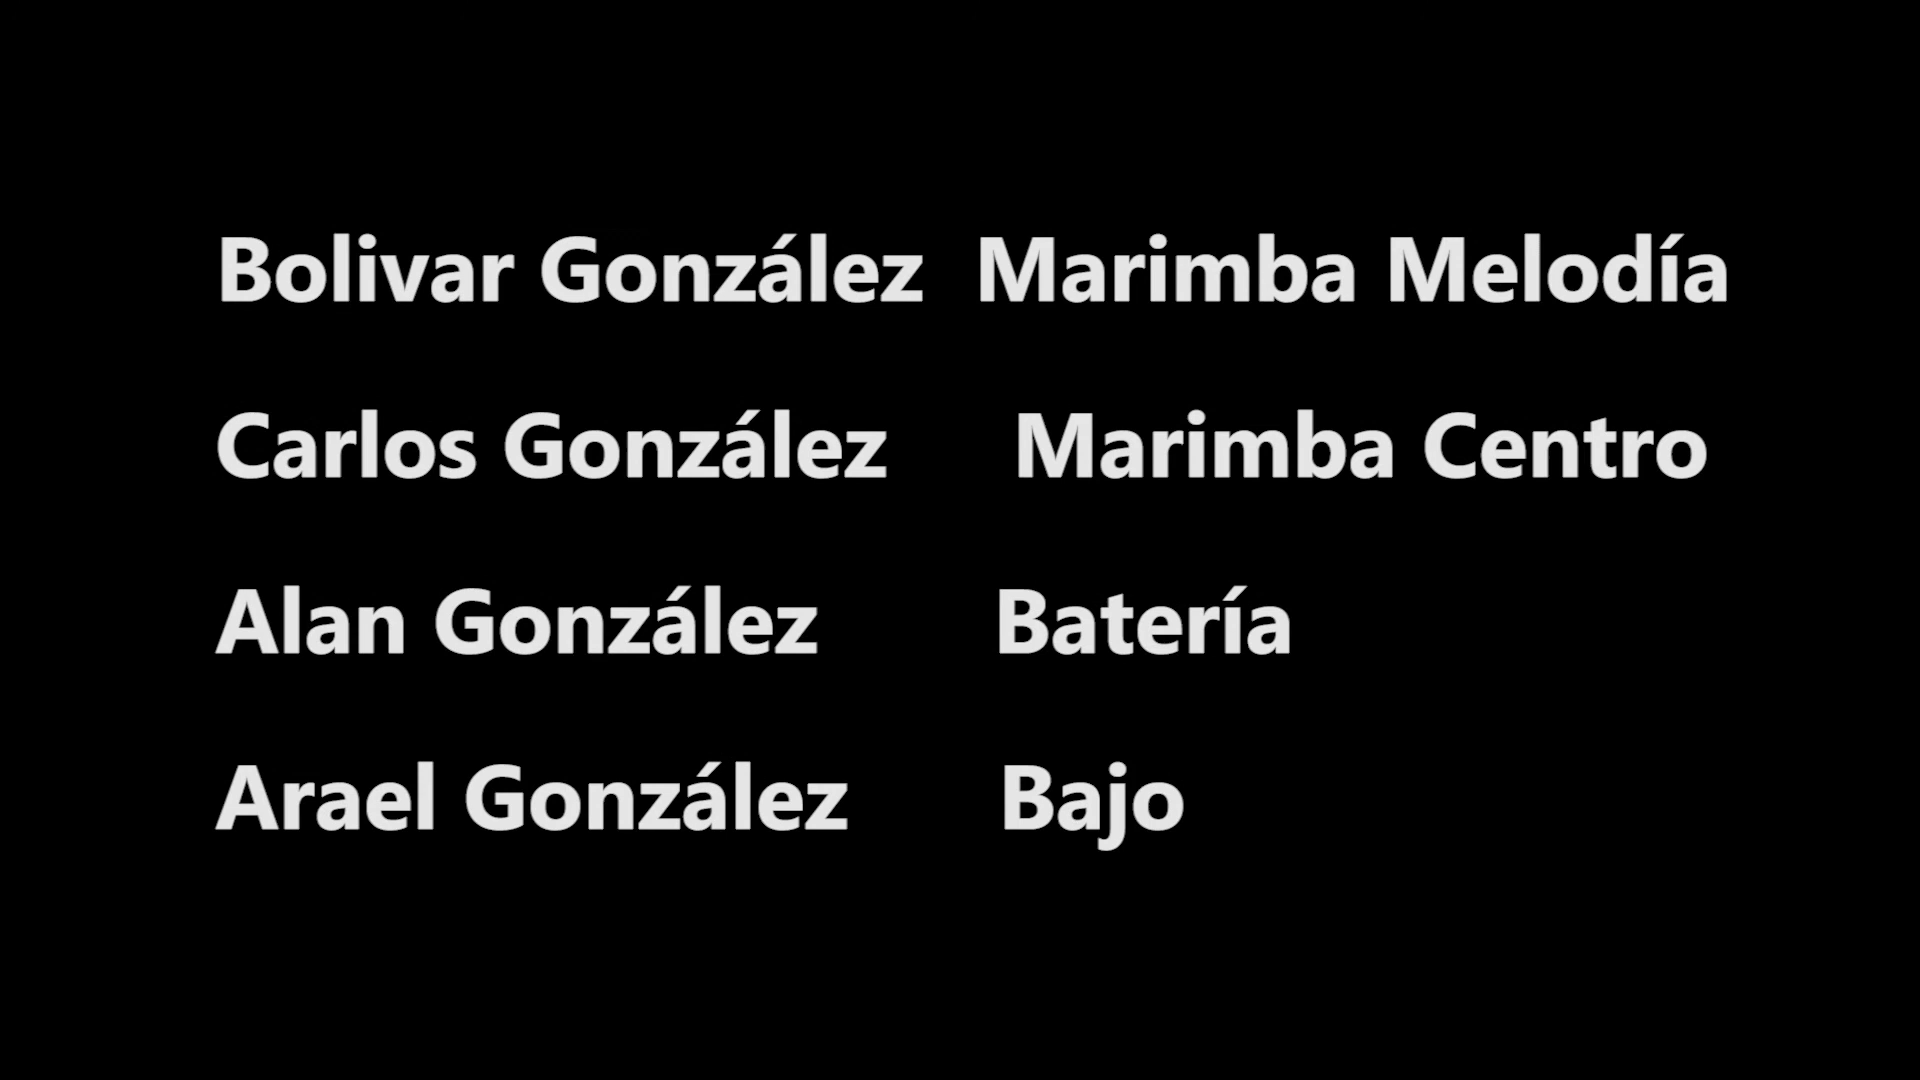 Bolivar González Marimba Melodía
Carlos González Marimba Centro
Alan González Batería
Arael González Bajo